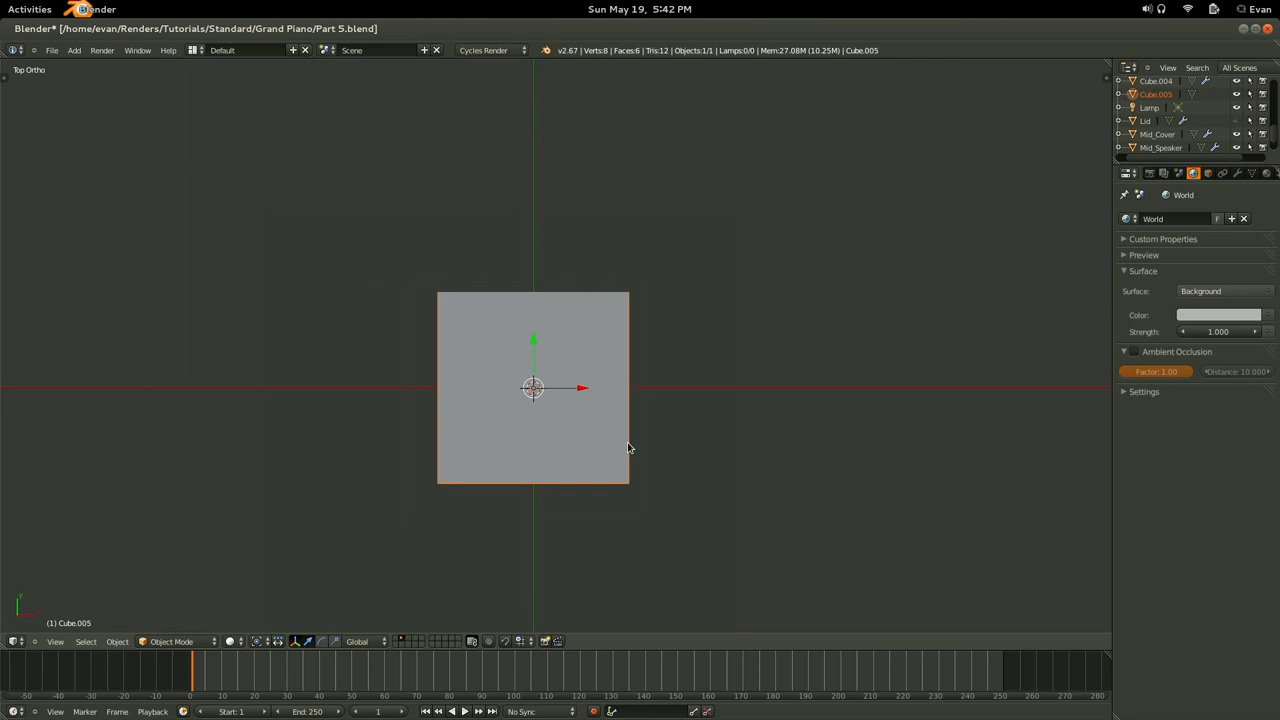 Activities Blender Sun May 19, 5:42 PM Evan
Blender* [/home/evan/Renders/Tutorials/Standard/Grand Piano/Part 5.blend]
File Add Render Window Help Default Scene Cycles Render v2.67 | Verts:8 | Faces:6 | Tris:12 | Objects:1/1 | Lamps:0/0 | Mem:27.08M (10.25M) | Cube.005
Top Ortho
View Search All Scenes
Cube.004
Cube.005
Lamp
Lid
Mid_Cover
Mid_Speaker
World
World F
Custom Properties
Preview
Surface
Surface: Background
Color:
Strength: 1.000
Ambient Occlusion
Factor: 1.00 Distance: 10.000
Settings
y
(1) Cube.005
View Select Object Object Mode Global
-50 -40 -30 -20 -10 0 10 20 30 40 50 60 70 80 90 100 110 120 130 140 150 160 170 180 190 200 210 220 230 240 250 260 270 280
View Marker Frame Playback Start: 1 End: 250 1 No Sync